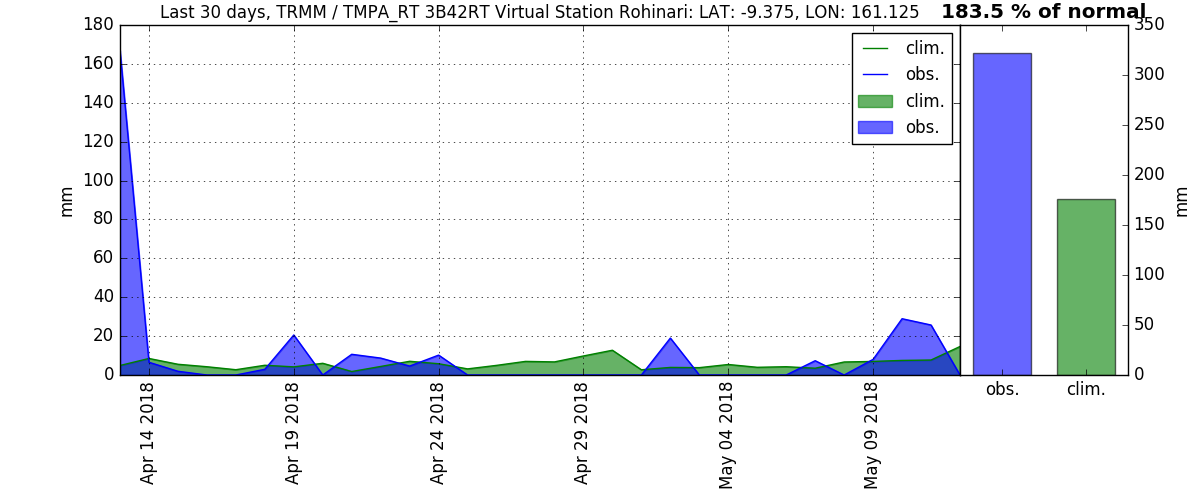 Last 30 days, TRMM / TMPA_RT 3B42RT Virtual Station Rohinari: LAT: -9.375, LON: 161.125
183.5 % of normal
180
160
140
120
100
80
60
40
20
0
mm
Apr 14 2018
Apr 19 2018
Apr 24 2018
Apr 29 2018
May 04 2018
May 09 2018
clim.
obs.
clim.
obs.
350
300
250
200
150
100
50
0
mm
obs.
clim.